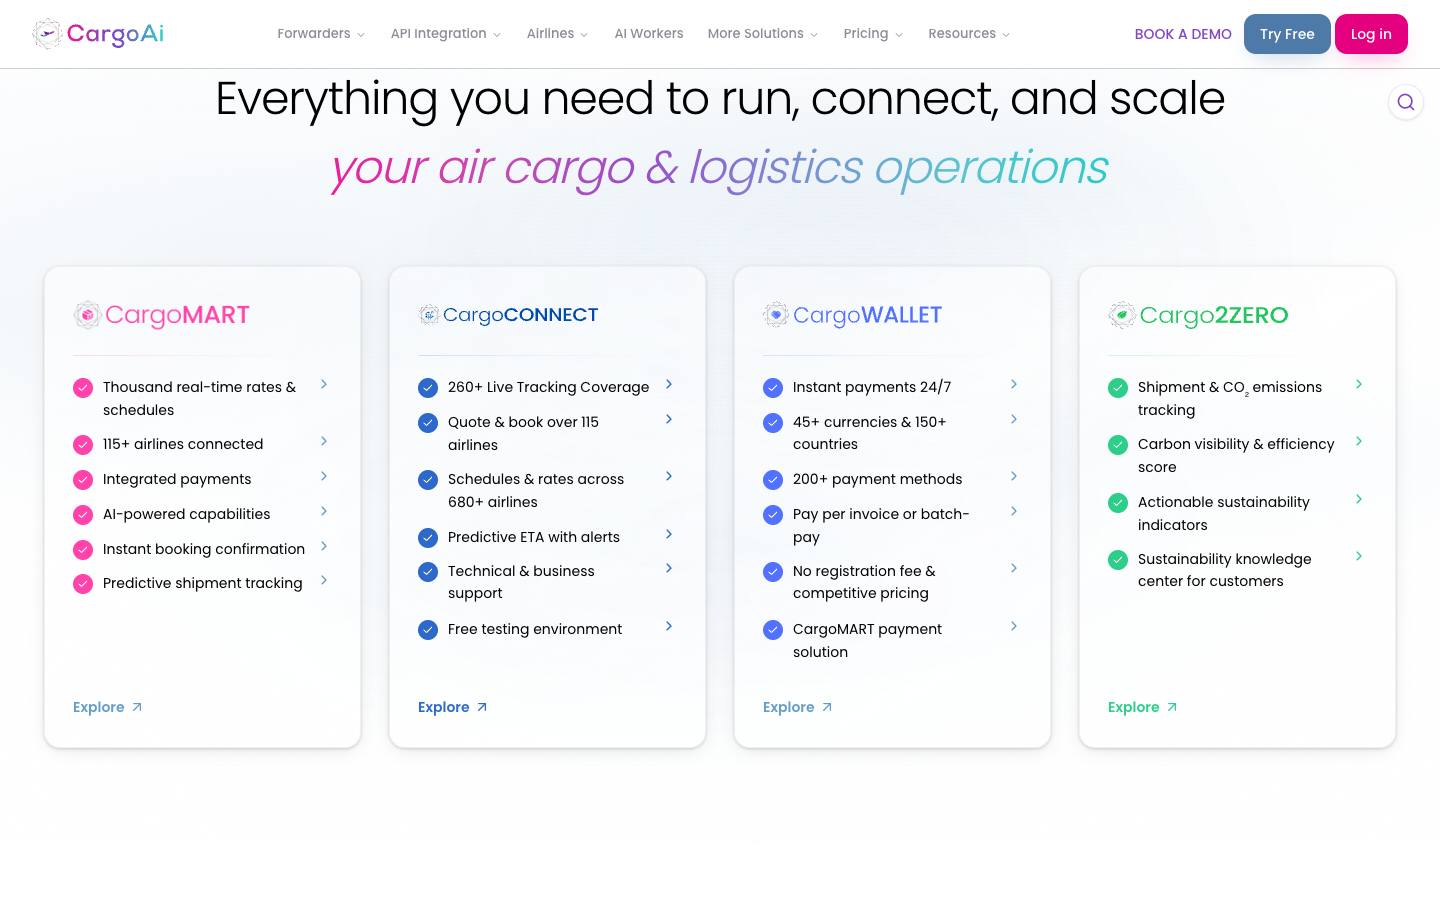 CargoAi
Forwarders
API Integration
Airlines
AI Workers
More Solutions
Pricing
Resources
BOOK A DEMO
Try Free
Log in
Everything you need to run, connect, and scale
your air cargo & logistics operations
CargoMART
Thousand real-time rates &
schedules
115+ airlines connected
Integrated payments
AI-powered capabilities
Instant booking confirmation
Predictive shipment tracking
Explore
CargoCONNECT
260+ Live Tracking Coverage
Quote & book over 115
airlines
Schedules & rates across
680+ airlines
Predictive ETA with alerts
Technical & business
support
Free testing environment
Explore
CargoWALLET
Instant payments 24/7
45+ currencies & 150+
countries
200+ payment methods
Pay per invoice or batch-
pay
No registration fee &
competitive pricing
CargoMART payment
solution
Explore
Cargo2ZERO
Shipment & CO₂ emissions
tracking
Carbon visibility & efficiency
score
Actionable sustainability
indicators
Sustainability knowledge
center for customers
Explore